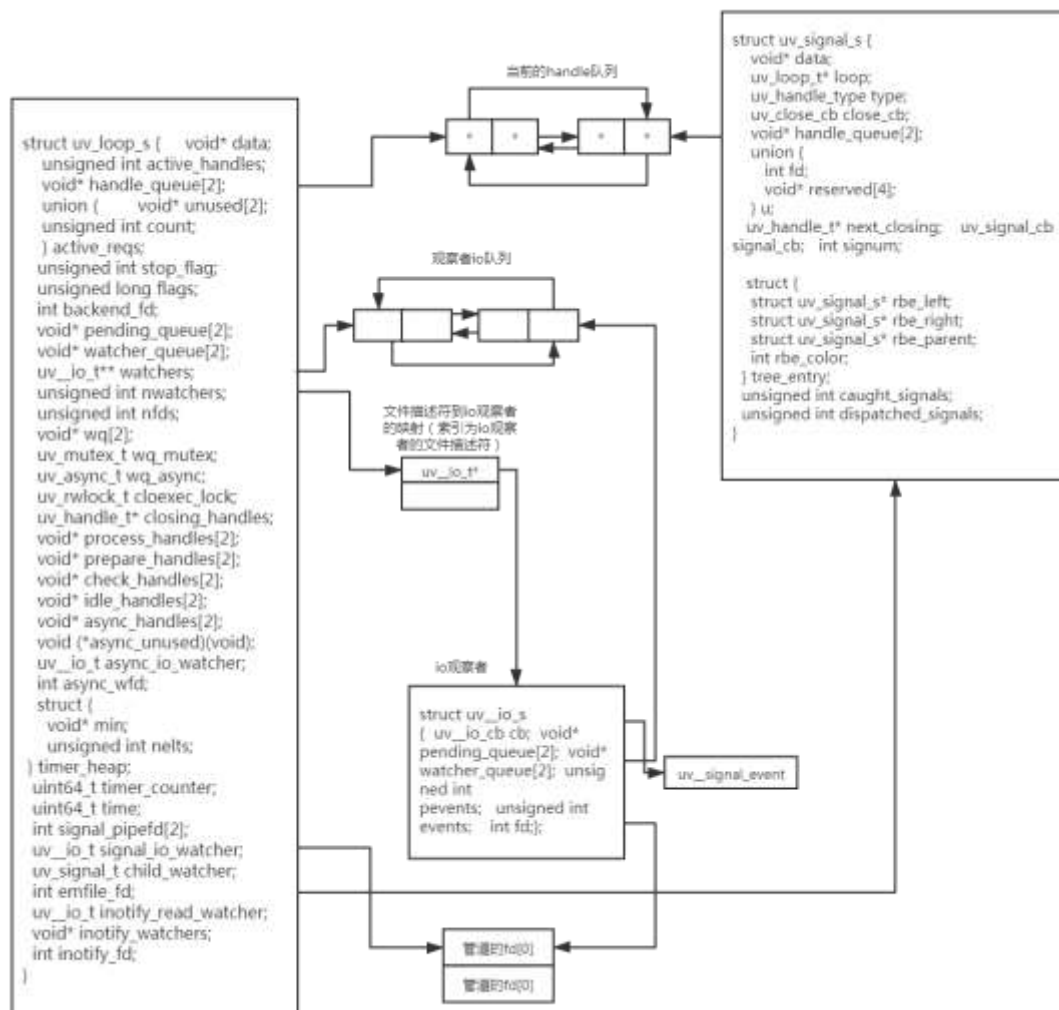 struct uv_loop_s {     void* data;
unsigned int active_handles;
void* handle_queue[2];
union {        void* unused[2];
unsigned int count;
} active_reqs;
unsigned int stop_flag;
unsigned long flags;
int backend_fd;
void* pending_queue[2];
void* watcher_queue[2];
uv__io_t** watchers;
unsigned int nwatchers;
unsigned int nfds;
void* wq[2];
uv_mutex_t wq_mutex;
uv_async_t wq_async;
uv_rwlock_t cloexec_lock;
uv_handle_t* closing_handles;
void* process_handles[2];
void* prepare_handles[2];
void* check_handles[2];
void* idle_handles[2];
void* async_handles[2];
void (*async_unused)(void);
uv__io_t async_io_watcher;
int async_wfd;
struct {
void* min;
unsigned int nelts;
} timer_heap;
uint64_t timer_counter;
uint64_t time;
int signal_pipefd[2];
uv__io_t signal_io_watcher;
uv_signal_t child_watcher;
int emfile_fd;
uv__io_t inotify_read_watcher;
void* inotify_watchers;
int inotify_fd;
}
当前的handle队列
观察者io队列
文件描述符到io观察者
的映射（索引为io观察
者的文件描述符）
uv__io_t*
io观察者
struct uv__io_s
{  uv__io_cb cb;  void*
pending_queue[2];  void*
watcher_queue[2];  unsig
ned int
pevents;   unsigned int
events;    int fd;};
uv__signal_event
管道的fd[0]
管道的fd[0]
struct uv_signal_s {
void* data;
uv_loop_t* loop;
uv_handle_type type;
uv_close_cb close_cb;
void* handle_queue[2];
union {
int fd;
void* reserved[4];
} u;
uv_handle_t* next_closing;    uv_signal_cb
signal_cb;   int signum;
struct {
struct uv_signal_s* rbe_left;
struct uv_signal_s* rbe_right;
struct uv_signal_s* rbe_parent;
int rbe_color;
} tree_entry;
unsigned int caught_signals;
unsigned int dispatched_signals;
}